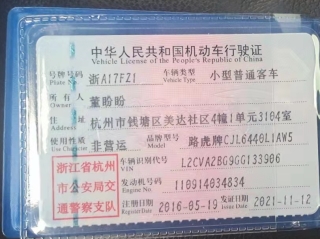 中华人民共和国机动车行驶证
Vehicle License of the People's Republic of China
号牌号码 浙A17FZ1 车辆类型 小型普通客车
Plate No. Vehicle Type
所有人 董盼盼
Owner
住址 杭州市钱塘区美达社区4幢1单元3104室
Address
使用性质 非营运 品牌型号 路虎牌CJL6440L1AW5
Use Character Model
浙江省杭州市公安局交通警察支队
车辆识别代号 L2CVA2BG9GG133906
VIN
发动机号码 110914034834
Engine No.
注册日期 2016-05-19 发证日期 2021-11-12
Register Date Issue Date